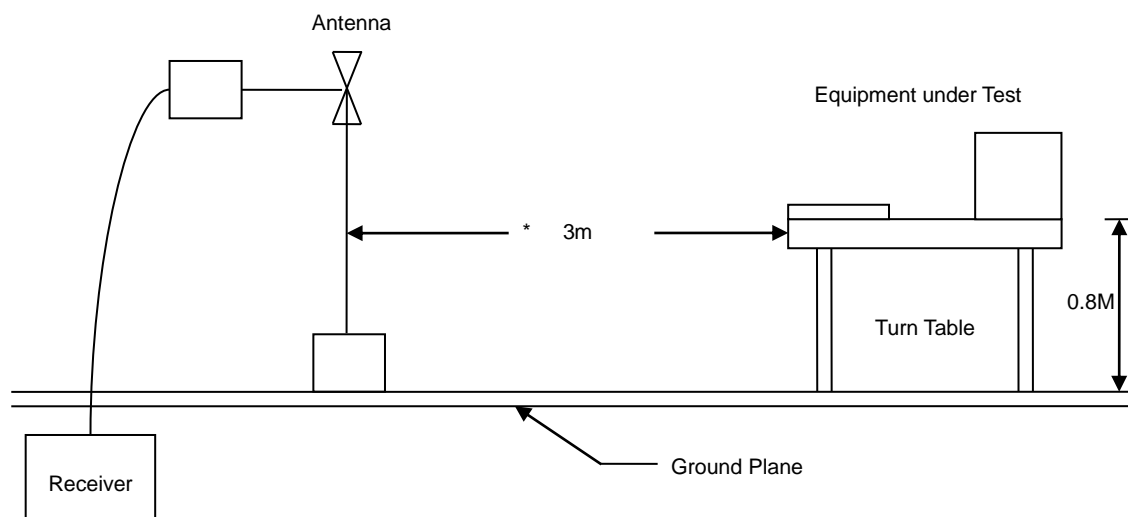 Antenna
Equipment under Test
* 3m
0.8M
Turn Table
Ground Plane
Receiver